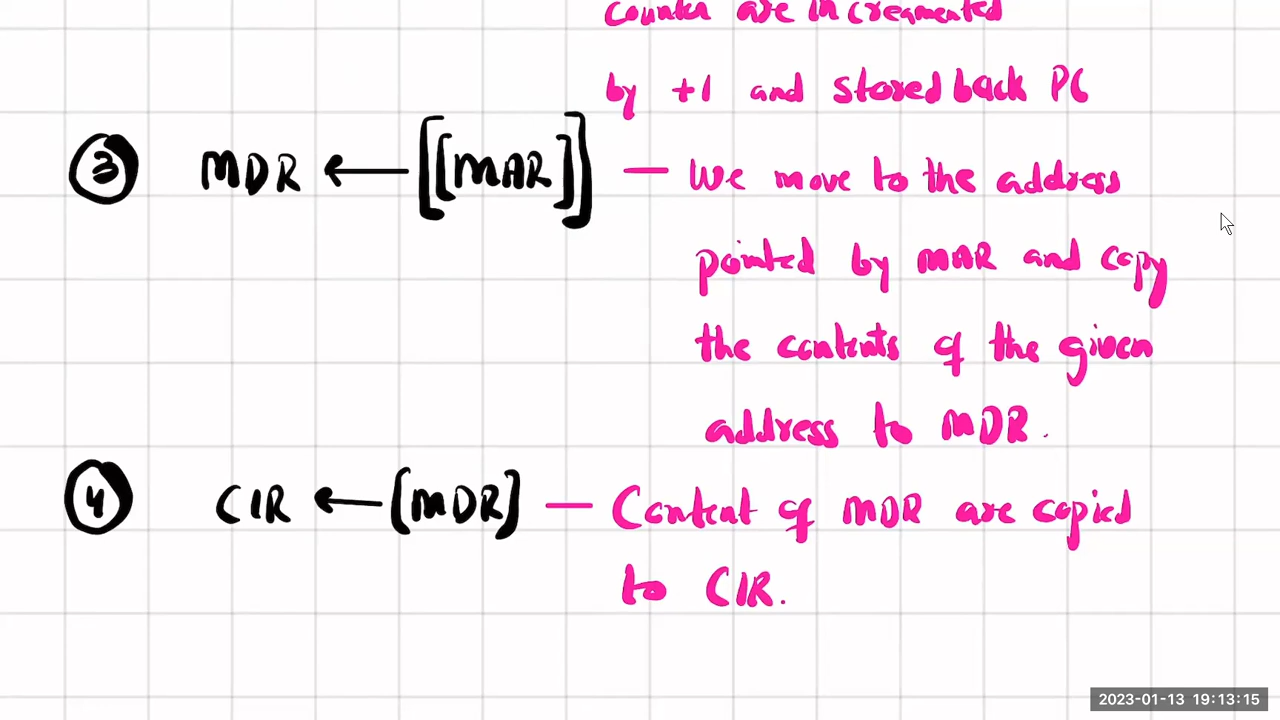 counter are increamented
by +1 and stored back PC
③ MDR ← [[MAR]] — We move to the address
pointed by MAR and copy
the contents of the given
address to MDR.
④ CIR ← [MDR] — Content of MDR are copied
to CIR.
2023-01-13 19:13:15